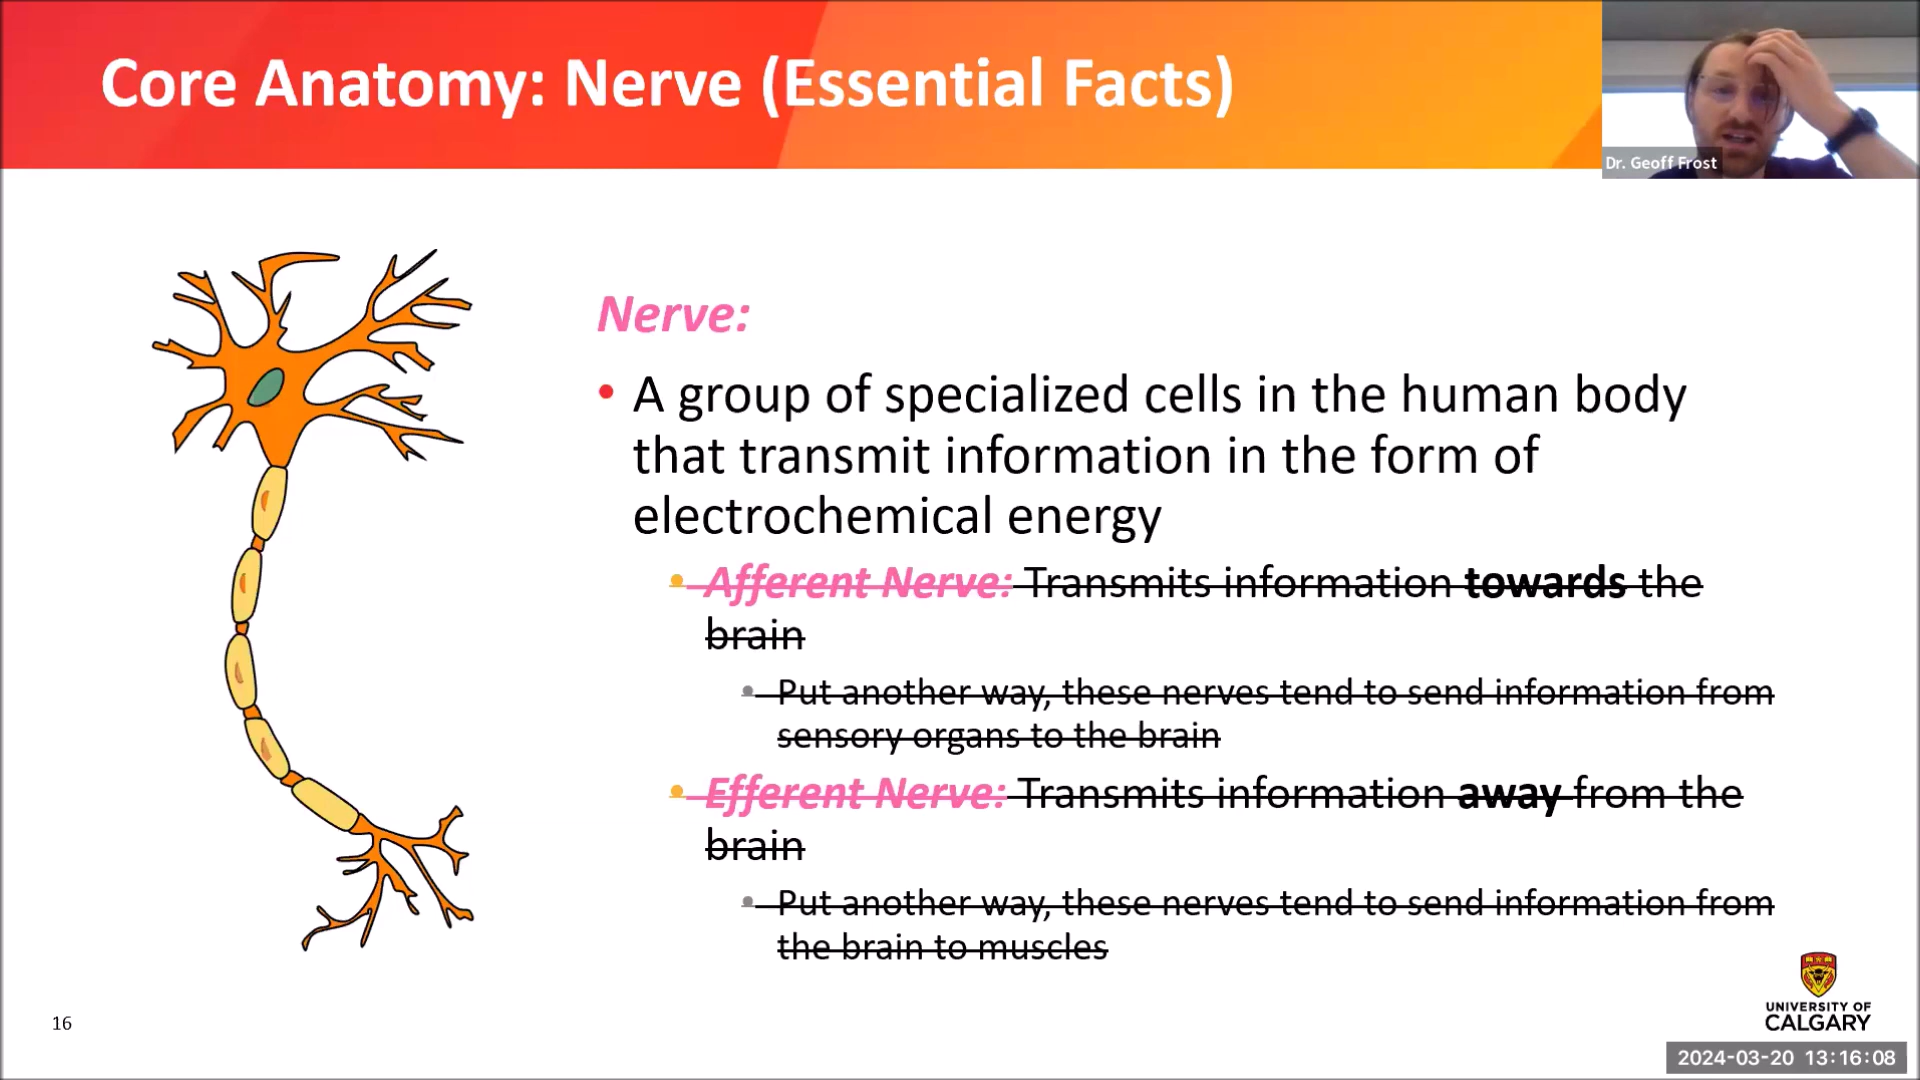 Core Anatomy: Nerve (Essential Facts)
Dr. Geoff Frost
Nerve:
• A group of specialized cells in the human body
that transmit information in the form of
electrochemical energy
• Afferent Nerve: Transmits information towards the
brain
• Put another way, these nerves tend to send information from
sensory organs to the brain
• Efferent Nerve: Transmits information away from the
brain
• Put another way, these nerves tend to send information from
the brain to muscles
16
UNIVERSITY OF
CALGARY
2024-03-20 13:16:08